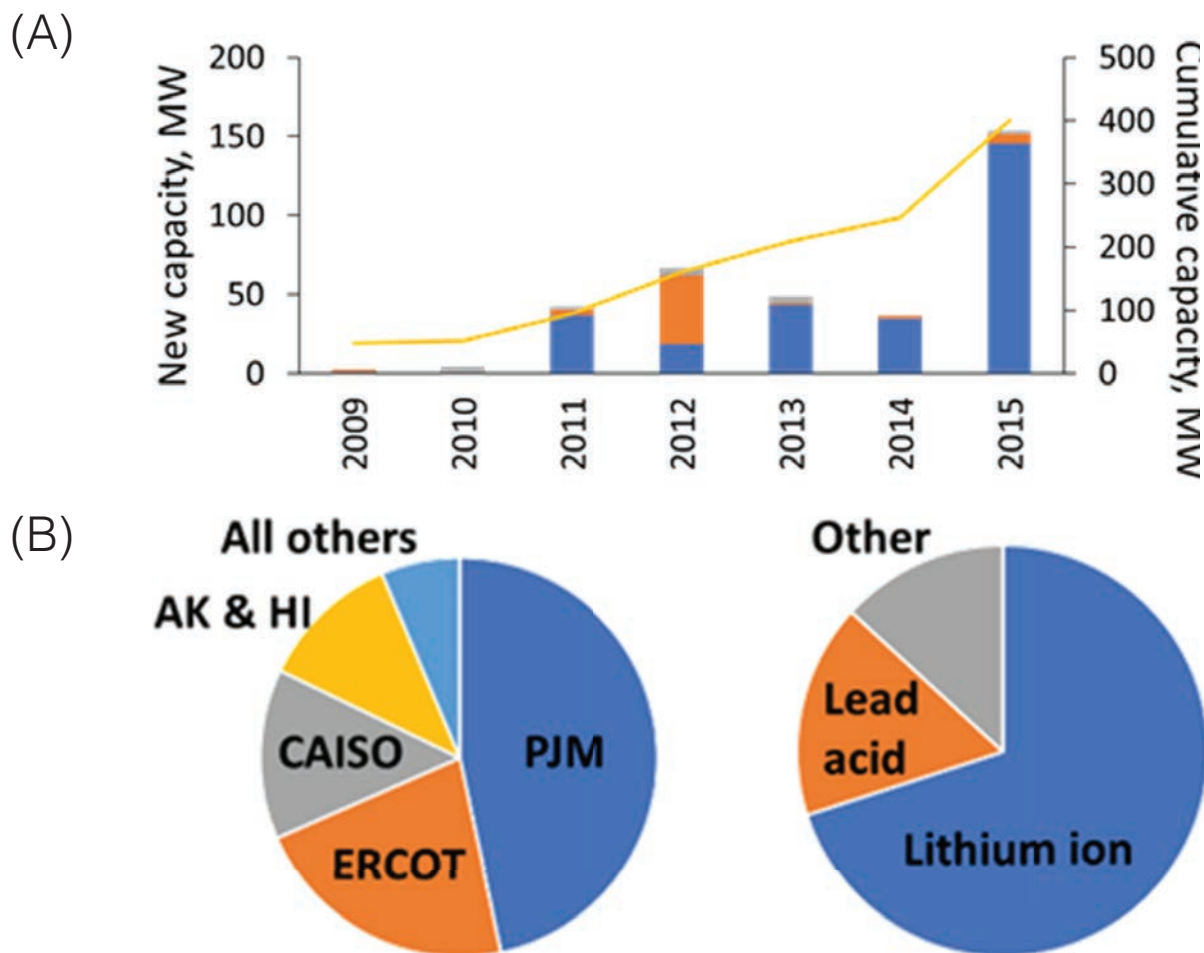 (A)
New capacity, MW
200
150
100
50
0
Cumulative capacity, MW
500
400
300
200
100
0
2009
2010
2011
2012
2013
2014
2015
(B)
All others
AK & HI
CAISO
PJM
ERCOT
Other
Lead
acid
Lithium ion